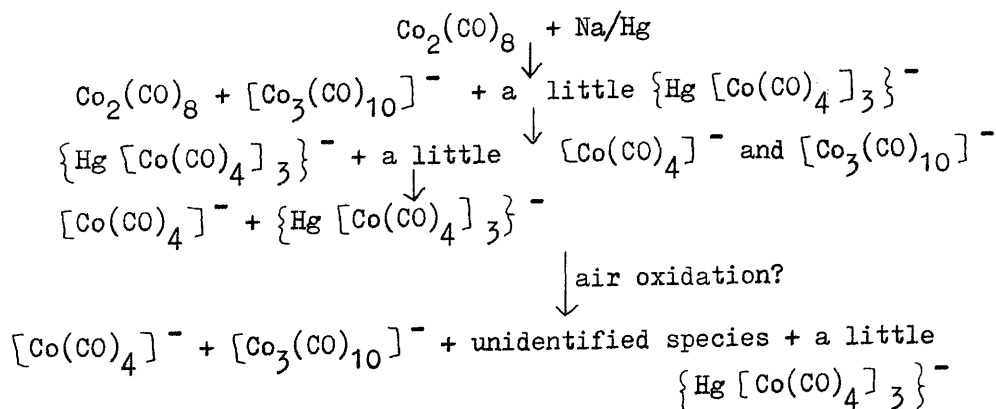 Co₂(CO)₈ + Na/Hg
Co₂(CO)₈ + [Co₃(CO)₁₀]⁻ + a little {Hg [Co(CO)₄]₃}⁻
{Hg [Co(CO)₄]₃}⁻ + a little [Co(CO)₄]⁻ and [Co₃(CO)₁₀]⁻
[Co(CO)₄]⁻ + {Hg [Co(CO)₄]₃}⁻
air oxidation?
[Co(CO)₄]⁻ + [Co₃(CO)₁₀]⁻ + unidentified species + a little
{Hg [Co(CO)₄]₃}⁻